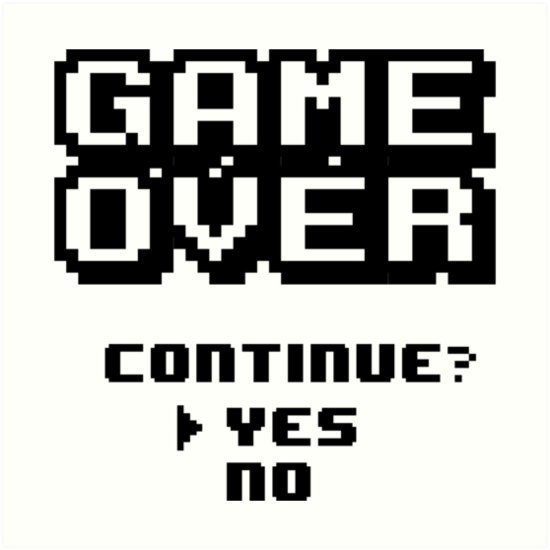 GAME
OVER
CONTINUE?
YES
NO